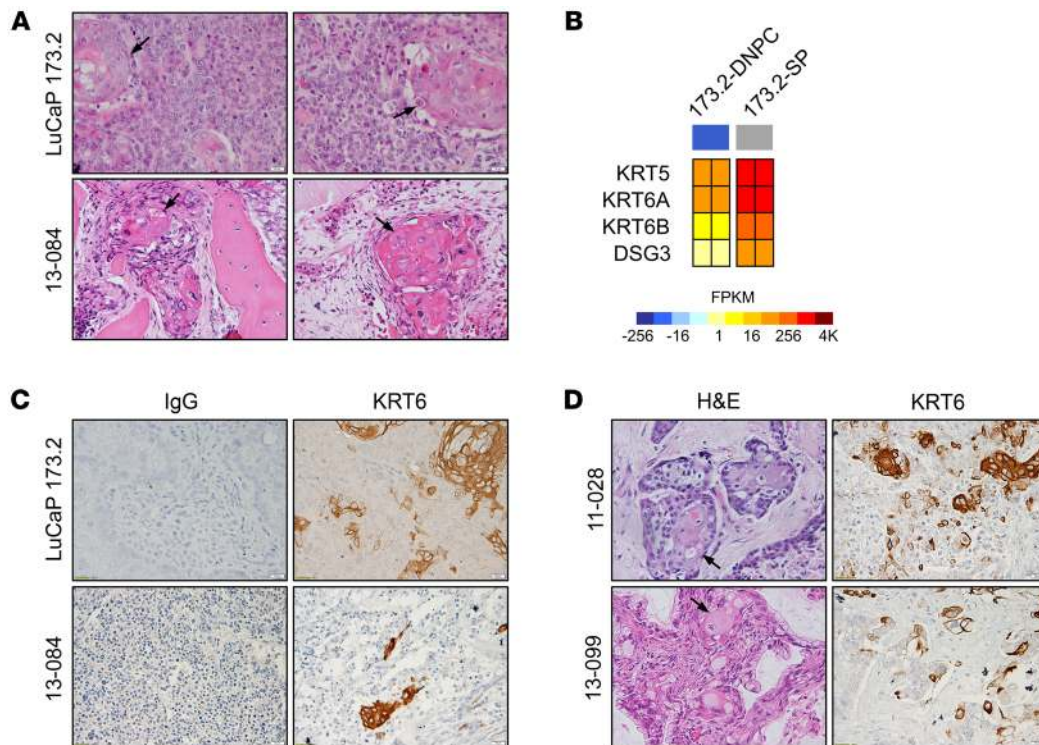 A
LuCaP 173.2
13-084
B
173.2-DNPC
173.2-SP
KRT5
KRT6A
KRT6B
DSG3
FPKM
-256 -16 1 16 256 4K
C
IgG KRT6
LuCaP 173.2
13-084
D
H&E KRT6
11-028
13-099